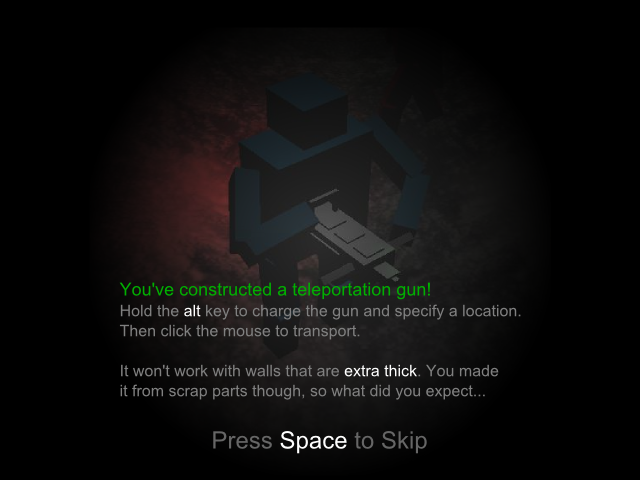 You've constructed a teleportation gun!
Hold the alt key to charge the gun and specify a location.
Then click the mouse to transport.
It won't work with walls that are extra thick. You made
it from scrap parts though, so what did you expect...
Press Space to Skip